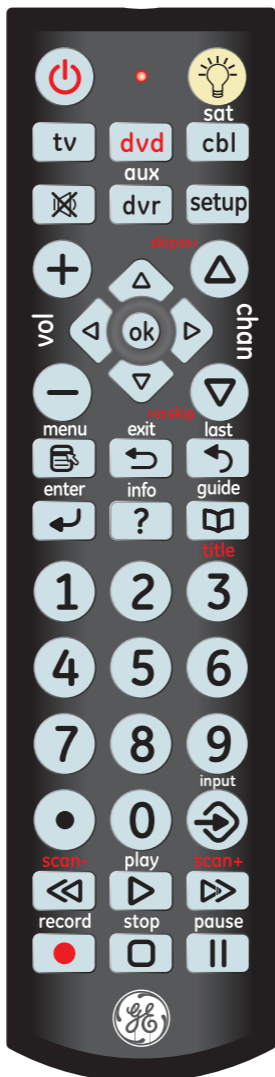 sat
tv dvd cbl
aux
dvr setup
skip>>>
vol ok chan
<<<skip
menu exit last
enter info guide
?
title
1 2 3
4 5 6
7 8 9
input
0
scan- play scan+
record stop pause
GE